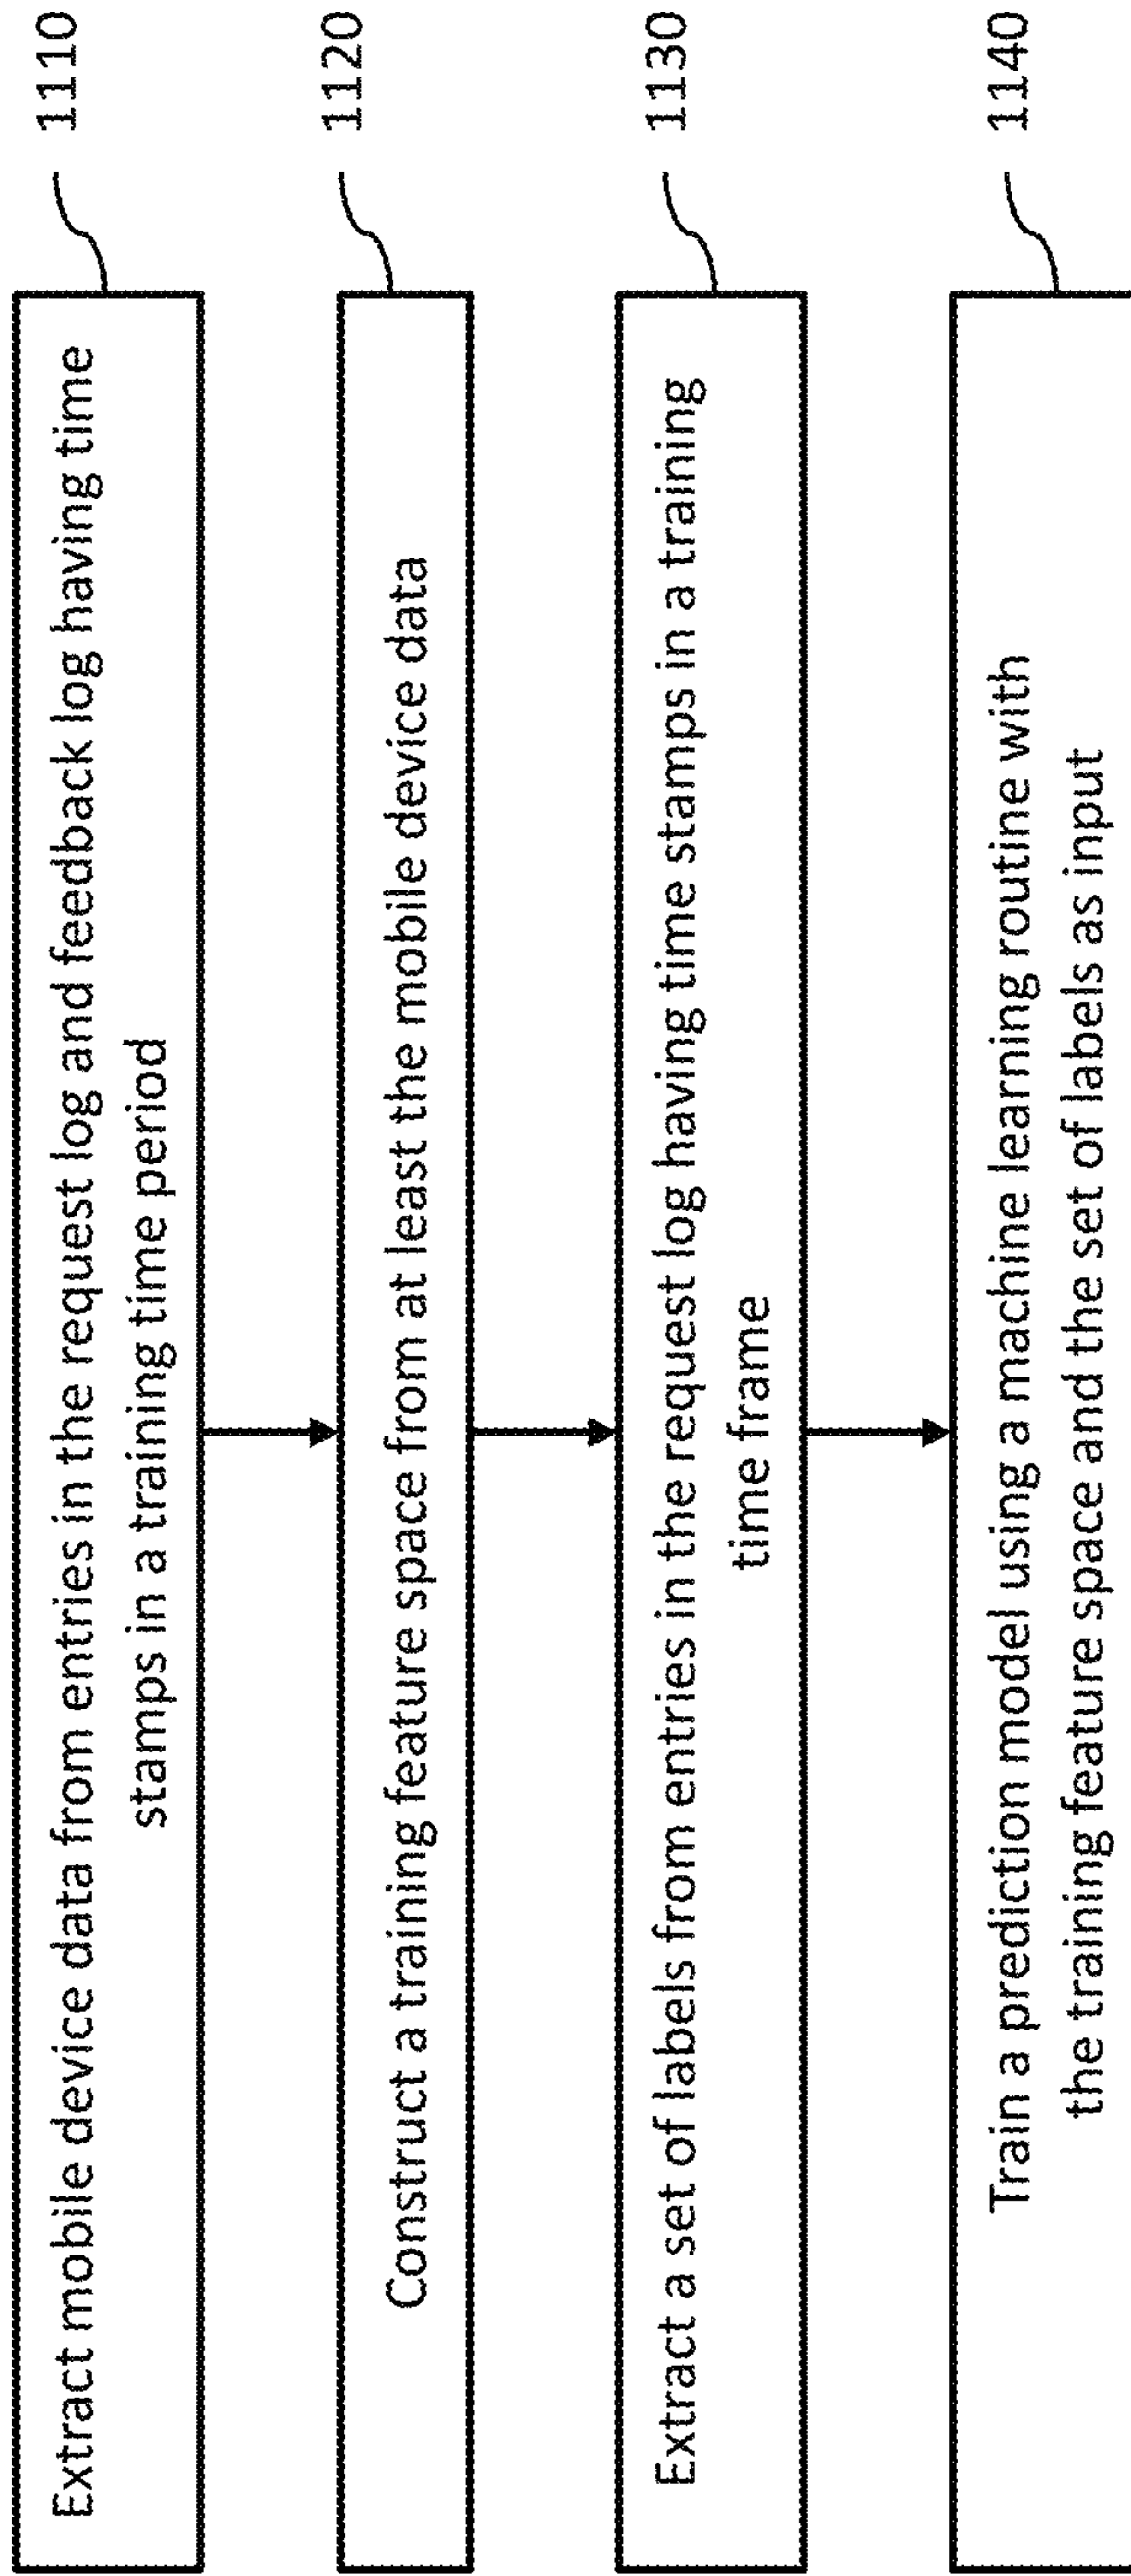 Extract mobile device data from entries in the request log and feedback log having time
stamps in a training time period
1110
Construct a training feature space from at least the mobile device data
1120
Extract a set of labels from entries in the request log having time stamps in a training
time frame
1130
Train a prediction model using a machine learning routine with
the training feature space and the set of labels as input
1140